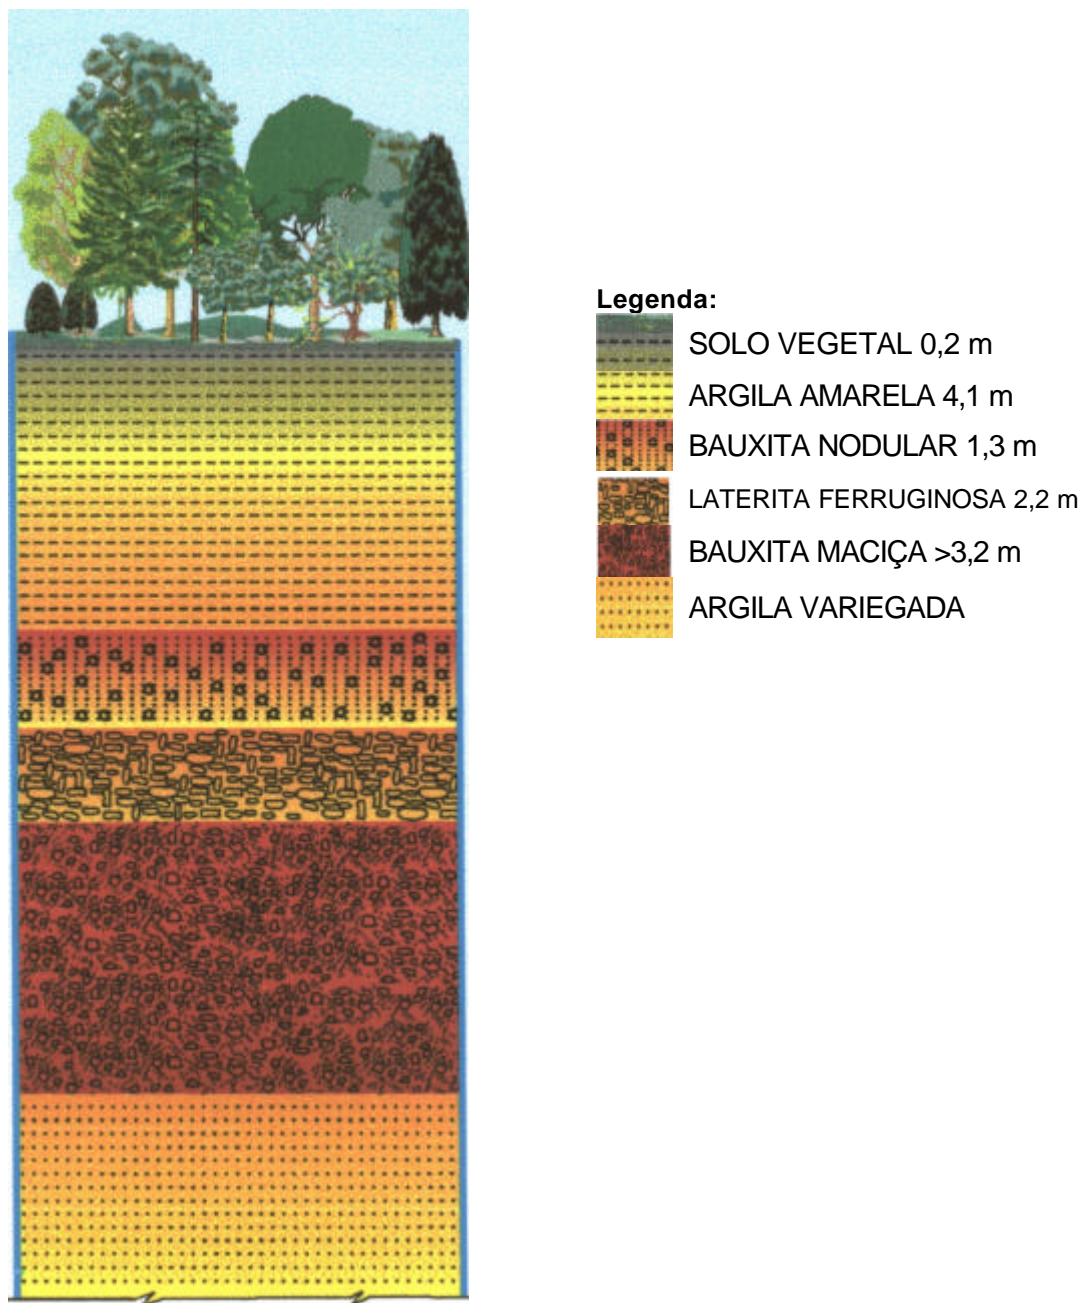 Legenda:
SOLO VEGETAL 0,2 m
ARGILA AMARELA 4,1 m
BAUXITA NODULAR 1,3 m
LATERITA FERRUGINOSA 2,2 m
BAUXITA MACIÇA >3,2 m
ARGILA VARIEGADA